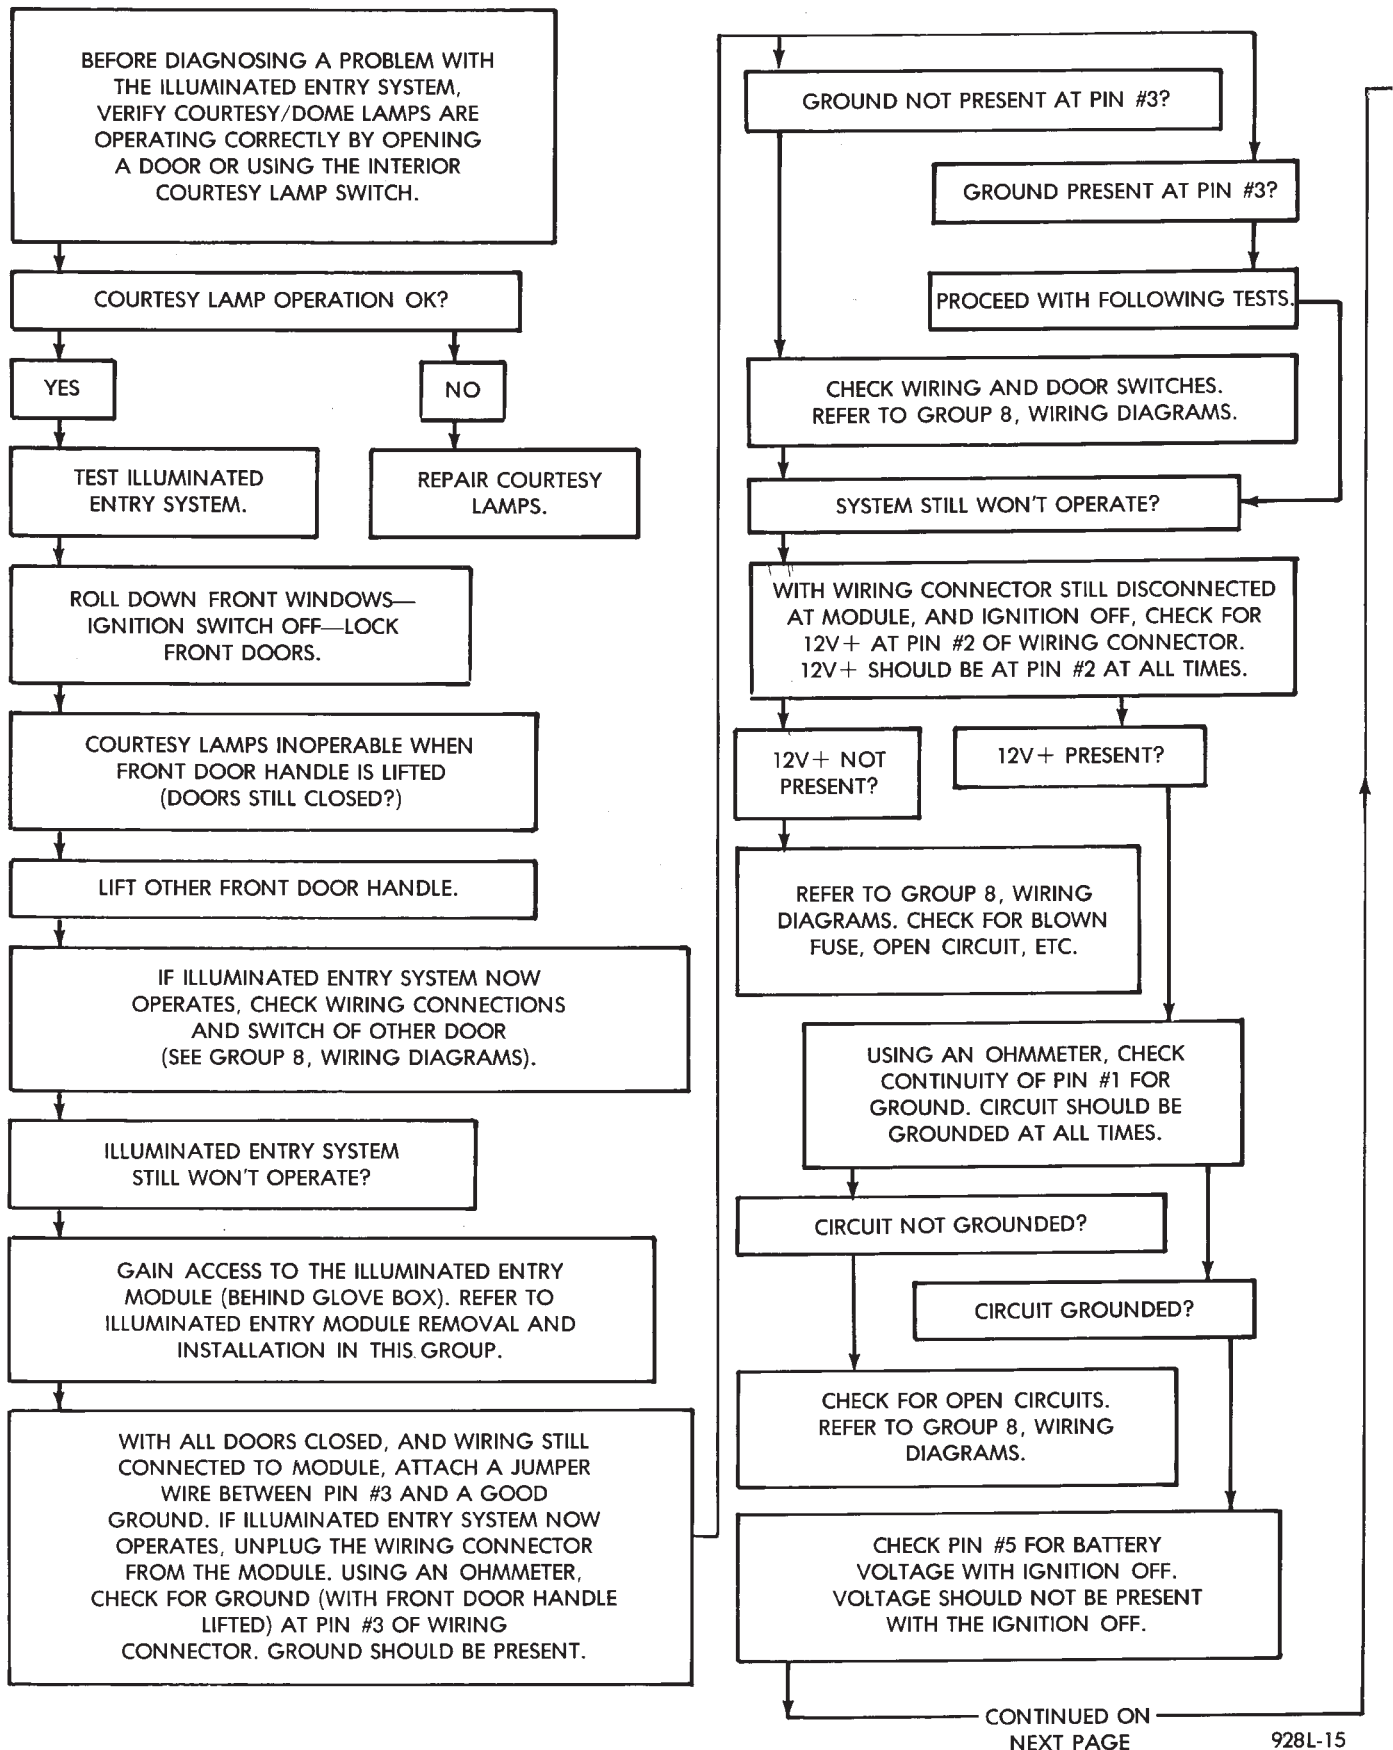 BEFORE DIAGNOSING A PROBLEM WITH
THE ILLUMINATED ENTRY SYSTEM,
VERIFY COURTESY/DOME LAMPS ARE
OPERATING CORRECTLY BY OPENING
A DOOR OR USING THE INTERIOR
COURTESY LAMP SWITCH.
COURTESY LAMP OPERATION OK?
YES
NO
TEST ILLUMINATED
ENTRY SYSTEM.
REPAIR COURTESY
LAMPS.
ROLL DOWN FRONT WINDOWS—
IGNITION SWITCH OFF—LOCK
FRONT DOORS.
COURTESY LAMPS INOPERABLE WHEN
FRONT DOOR HANDLE IS LIFTED
(DOORS STILL CLOSED?)
LIFT OTHER FRONT DOOR HANDLE.
IF ILLUMINATED ENTRY SYSTEM NOW
OPERATES, CHECK WIRING CONNECTIONS
AND SWITCH OF OTHER DOOR
(SEE GROUP 8, WIRING DIAGRAMS).
ILLUMINATED ENTRY SYSTEM
STILL WON'T OPERATE?
GAIN ACCESS TO THE ILLUMINATED ENTRY
MODULE (BEHIND GLOVE BOX). REFER TO
ILLUMINATED ENTRY MODULE REMOVAL AND
INSTALLATION IN THIS GROUP.
WITH ALL DOORS CLOSED, AND WIRING STILL
CONNECTED TO MODULE, ATTACH A JUMPER
WIRE BETWEEN PIN #3 AND A GOOD
GROUND. IF ILLUMINATED ENTRY SYSTEM NOW
OPERATES, UNPLUG THE WIRING CONNECTOR
FROM THE MODULE. USING AN OHMMETER,
CHECK FOR GROUND (WITH FRONT DOOR HANDLE
LIFTED) AT PIN #3 OF WIRING
CONNECTOR. GROUND SHOULD BE PRESENT.
GROUND NOT PRESENT AT PIN #3?
GROUND PRESENT AT PIN #3?
PROCEED WITH FOLLOWING TESTS.
CHECK WIRING AND DOOR SWITCHES.
REFER TO GROUP 8, WIRING DIAGRAMS.
SYSTEM STILL WON'T OPERATE?
WITH WIRING CONNECTOR STILL DISCONNECTED
AT MODULE, AND IGNITION OFF, CHECK FOR
12V+ AT PIN #2 OF WIRING CONNECTOR.
12V+ SHOULD BE AT PIN #2 AT ALL TIMES.
12V+ NOT
PRESENT?
12V+ PRESENT?
REFER TO GROUP 8, WIRING
DIAGRAMS. CHECK FOR BLOWN
FUSE, OPEN CIRCUIT, ETC.
USING AN OHMMETER, CHECK
CONTINUITY OF PIN #1 FOR
GROUND. CIRCUIT SHOULD BE
GROUNDED AT ALL TIMES.
CIRCUIT NOT GROUNDED?
CIRCUIT GROUNDED?
CHECK FOR OPEN CIRCUITS.
REFER TO GROUP 8, WIRING
DIAGRAMS.
CHECK PIN #5 FOR BATTERY
VOLTAGE WITH IGNITION OFF.
VOLTAGE SHOULD NOT BE PRESENT
WITH THE IGNITION OFF.
CONTINUED ON
NEXT PAGE
928L-15